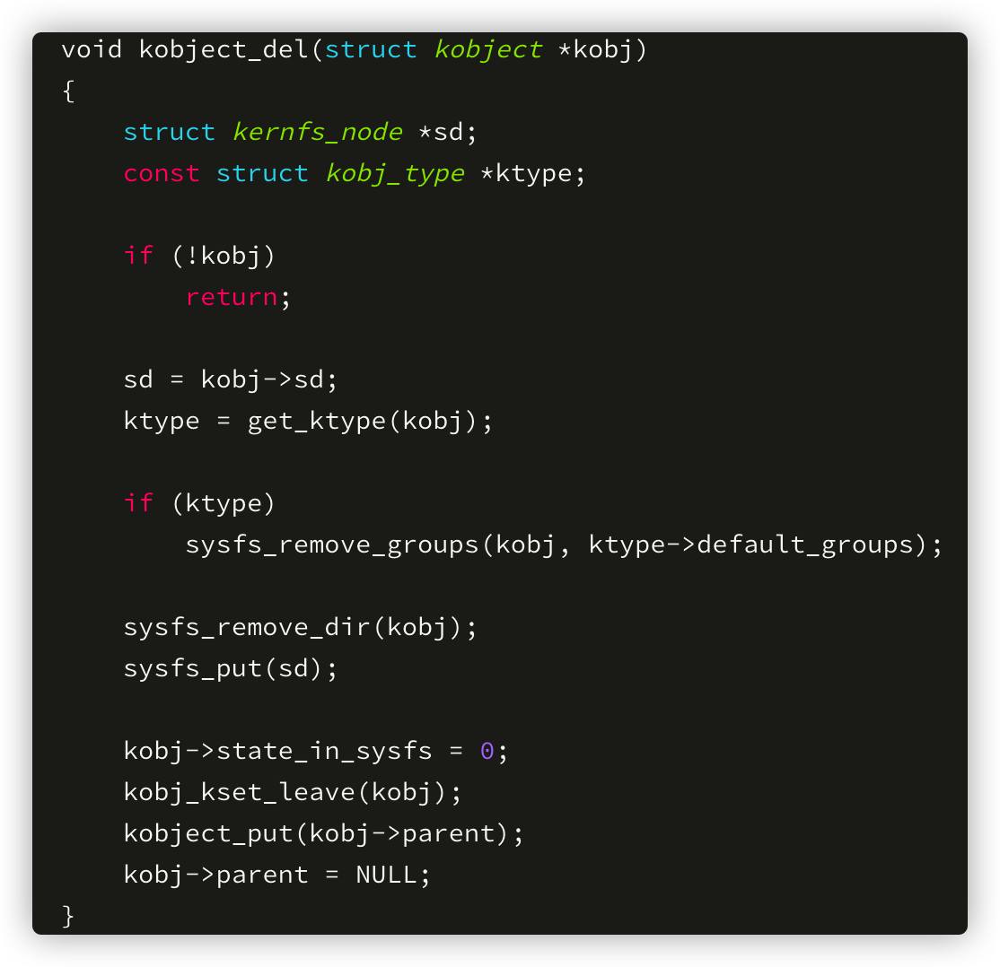 void kobject_del(struct kobject *kobj)
{
    struct kernfs_node *sd;
    const struct kobj_type *ktype;

    if (!kobj)
        return;

    sd = kobj->sd;
    ktype = get_ktype(kobj);

    if (ktype)
        sysfs_remove_groups(kobj, ktype->default_groups);

    sysfs_remove_dir(kobj);
    sysfs_put(sd);

    kobj->state_in_sysfs = 0;
    kobj_kset_leave(kobj);
    kobject_put(kobj->parent);
    kobj->parent = NULL;
}